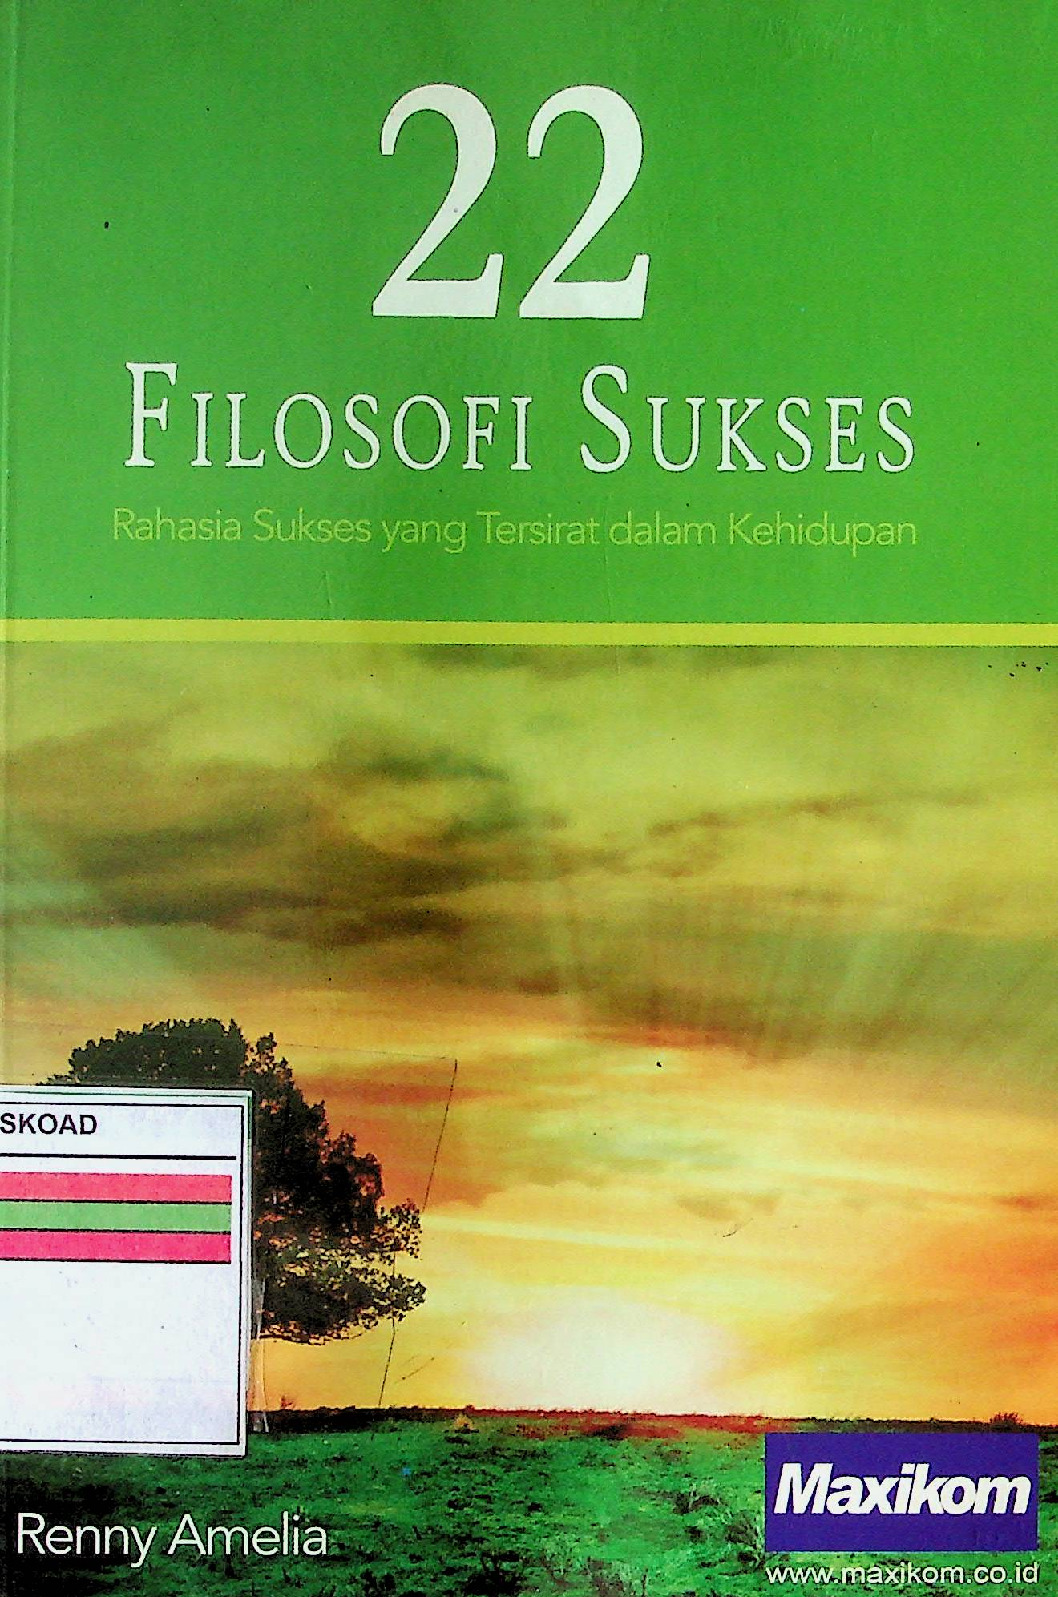 22
FILOSOFI SUKSES
Rahasia Sukses yang Tersirat dalam Kehidupan
SKOAD
Renny Amelia
Maxikom
www.maxikom.co.id